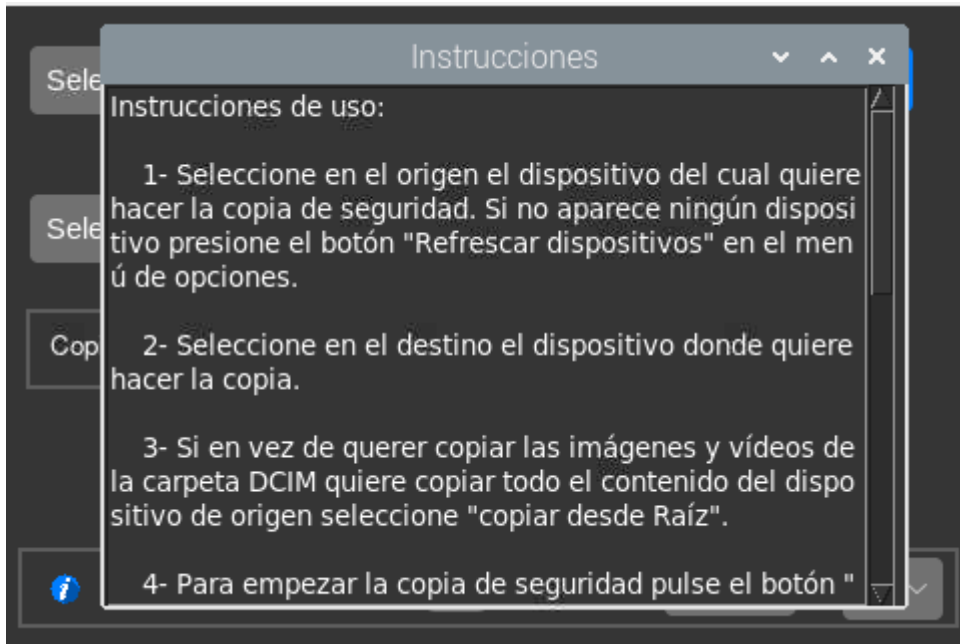 Instrucciones
Sele
Instrucciones de uso:
1- Seleccione en el origen el dispositivo del cual quiere
hacer la copia de seguridad. Si no aparece ningún disposi
tivo presione el botón "Refrescar dispositivos" en el men
ú de opciones.
Sele
2- Seleccione en el destino el dispositivo donde quiere
hacer la copia.
Cop
3- Si en vez de querer copiar las imágenes y vídeos de
la carpeta DCIM quiere copiar todo el contenido del dispo
sitivo de origen seleccione "copiar desde Raíz".
4- Para empezar la copia de seguridad pulse el botón "